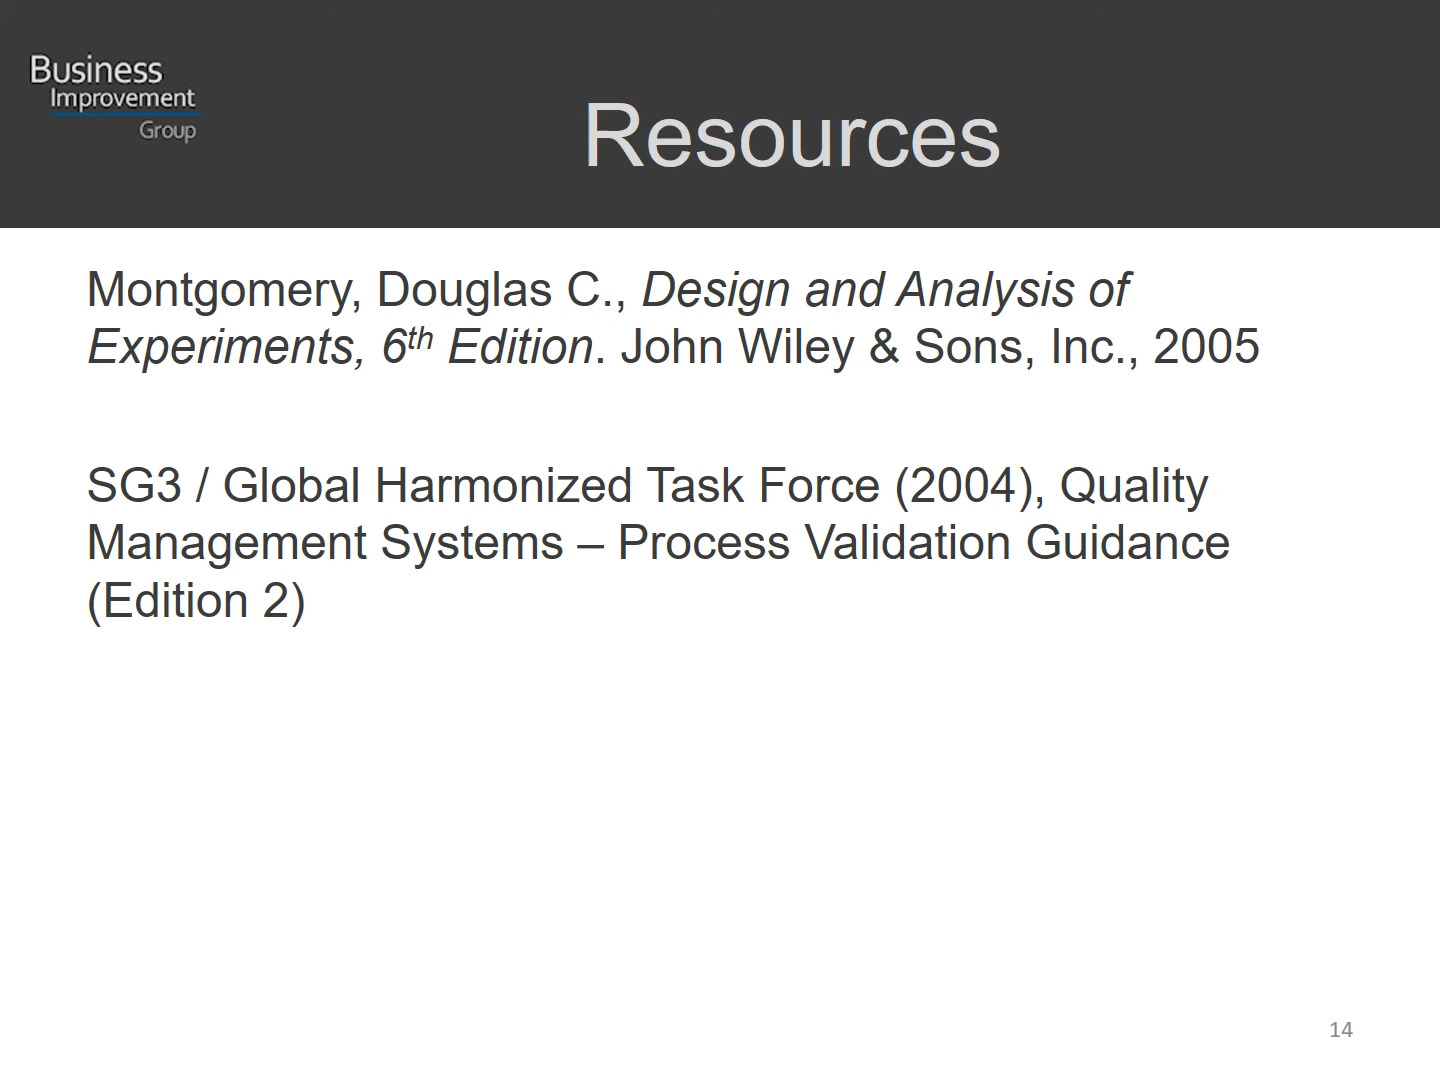 Business
Improvement
Group
Resources
Montgomery, Douglas C., Design and Analysis of
Experiments, 6th Edition. John Wiley & Sons, Inc., 2005
SG3 / Global Harmonized Task Force (2004), Quality
Management Systems – Process Validation Guidance
(Edition 2)
14